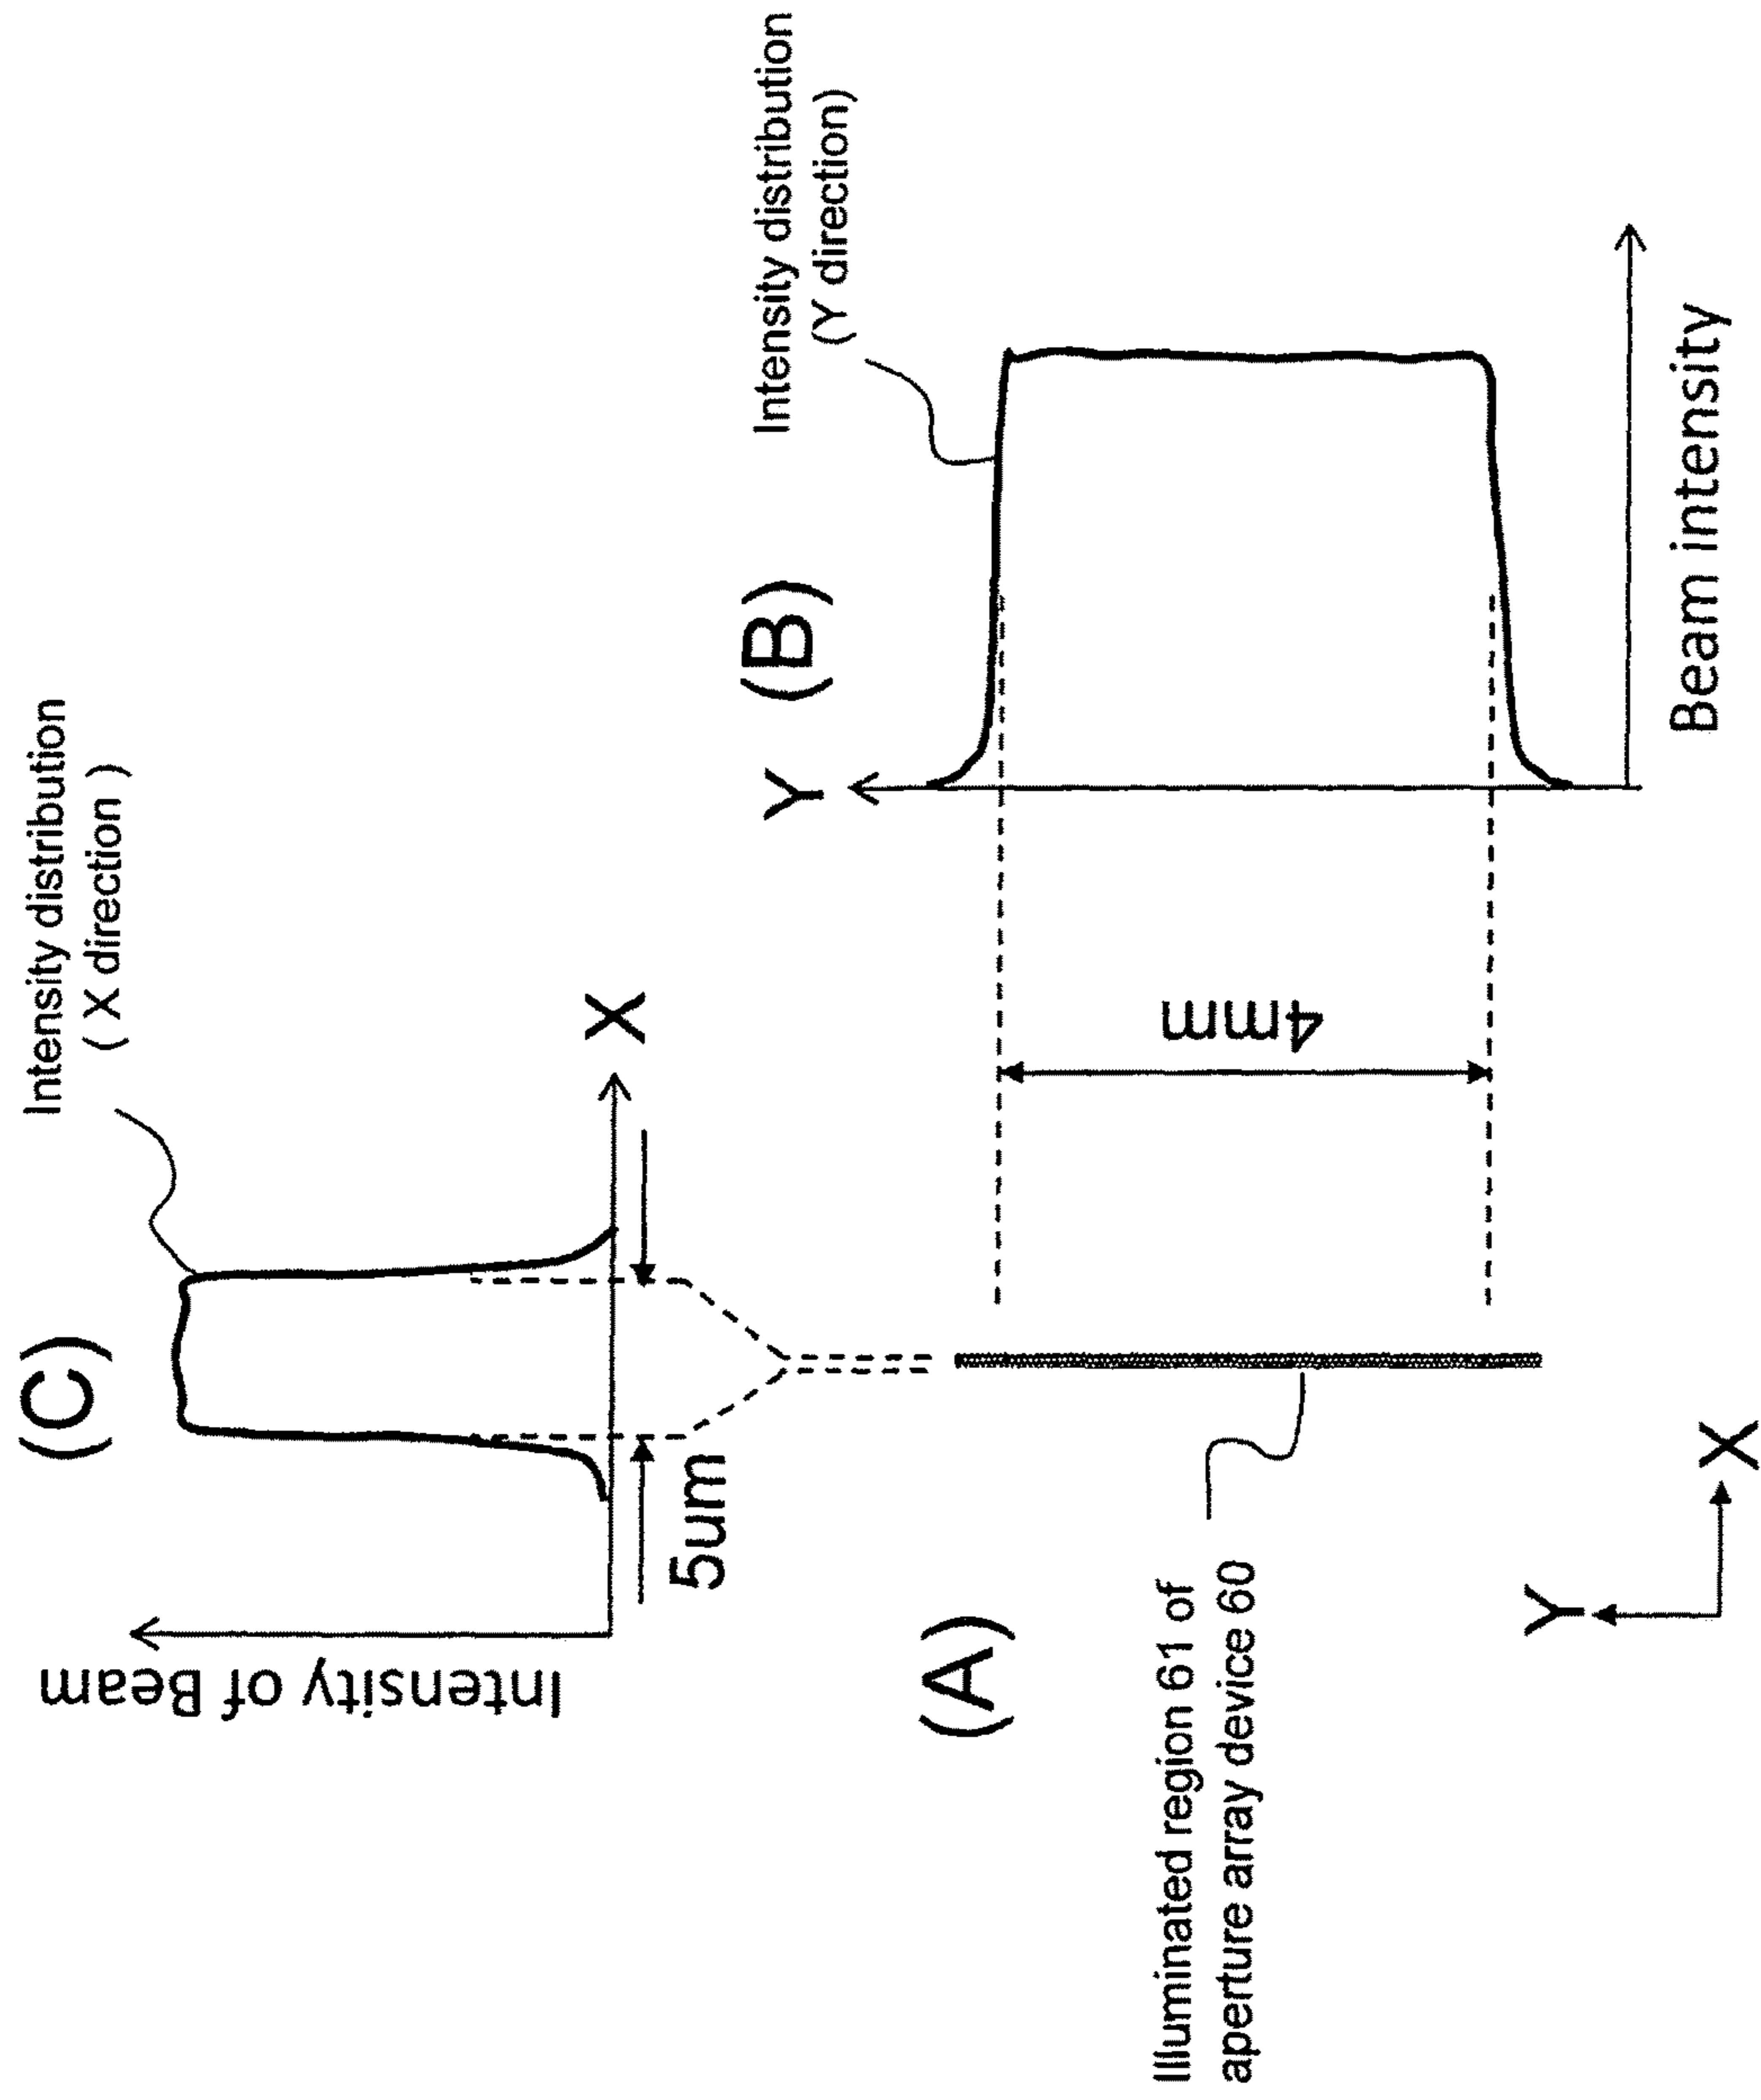 (C)
Intensity distribution
( X direction )
Intensity of Beam
X
5um
(A)
Illuminated region 61 of
aperture array device 60
Y
X
4mm
Y
(B)
Intensity distribution
(Y direction)
Beam intensity